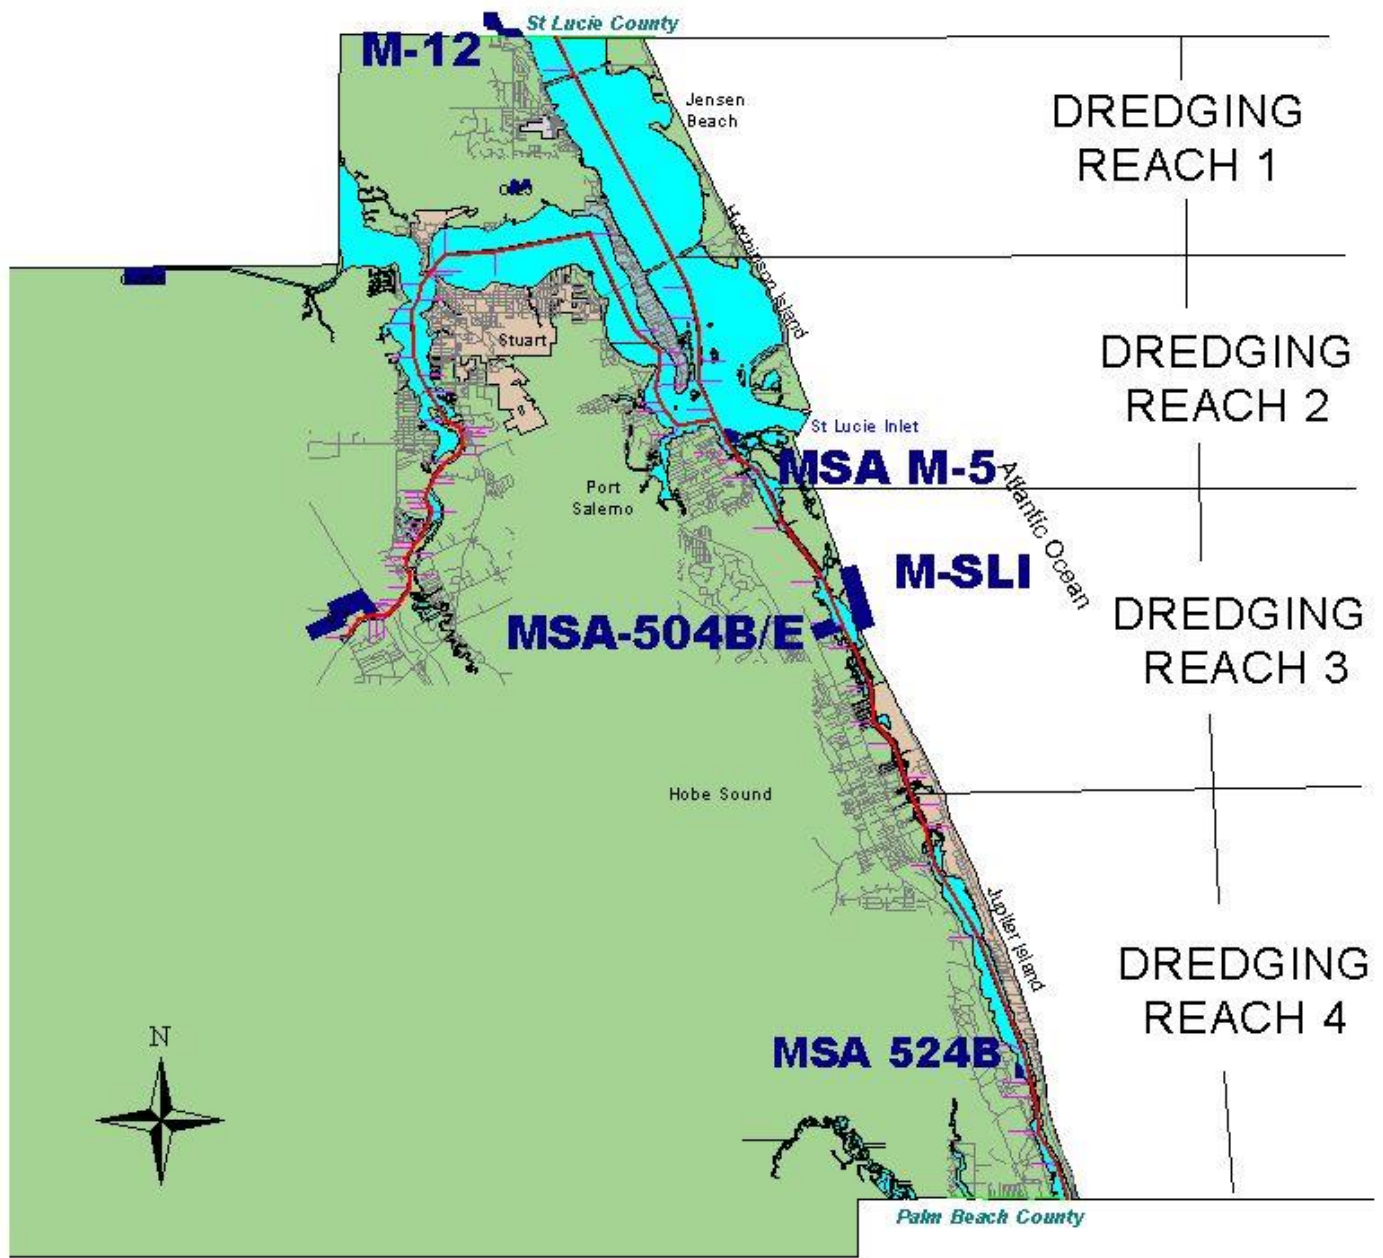 St Lucie County
M-12
Jensen
Beach
DREDGING
REACH 1
Hutchinson Island
Stuart
DREDGING
REACH 2
St Lucie Inlet
MSA M-5
Atlantic Ocean
Port
Salerno
M-SLI
DREDGING
REACH 3
MSA-504B/E
Hobe Sound
Jupiter Island
DREDGING
REACH 4
N
MSA 524B
Palm Beach County